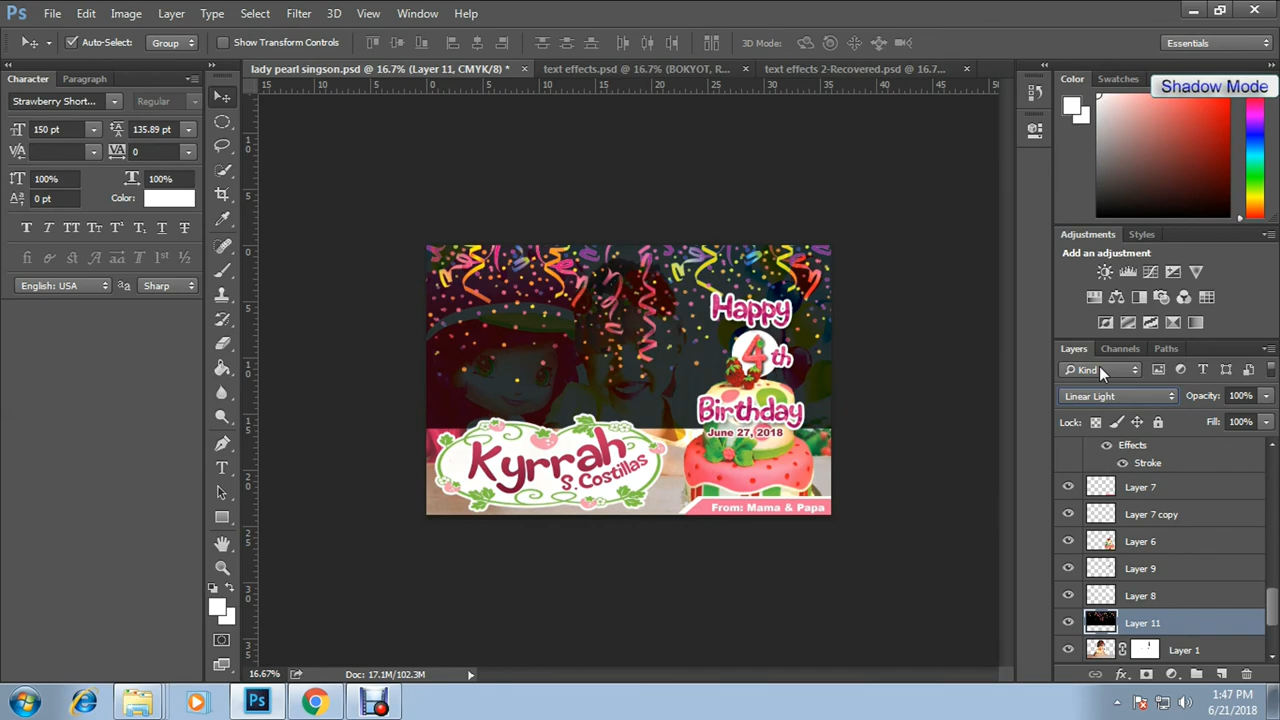 Ps File Edit Image Layer Type Select Filter 3D View Window Help
Auto-Select: Group Show Transform Controls 3D Mode: Essentials
lady pearl singson.psd @ 16.7% (Layer 11, CMYK/8) * × text effects.psd @ 16.7% (BOKYOT, R... × text effects 2-Recovered.psd @ 16.7%... ×
Character Paragraph
Color Swatches
Shadow Mode
Strawberry Short... Regular
150 pt 135.89 pt
0
100% 100%
0 pt Color:
English: USA Sharp
Adjustments Styles
Add an adjustment
Layers Channels Paths
Kind
Linear Light Opacity: 100%
Lock: Fill: 100%
Effects
Stroke
Layer 7
Layer 7 copy
Layer 6
Layer 9
Layer 8
Layer 11
Layer 1
Happy
4th
Birthday
June 27, 2018
Kyrrah
S. Costillas
From: Mama & Papa
16.67% Doc: 17.1M/102.3M
1:47 PM
6/21/2018